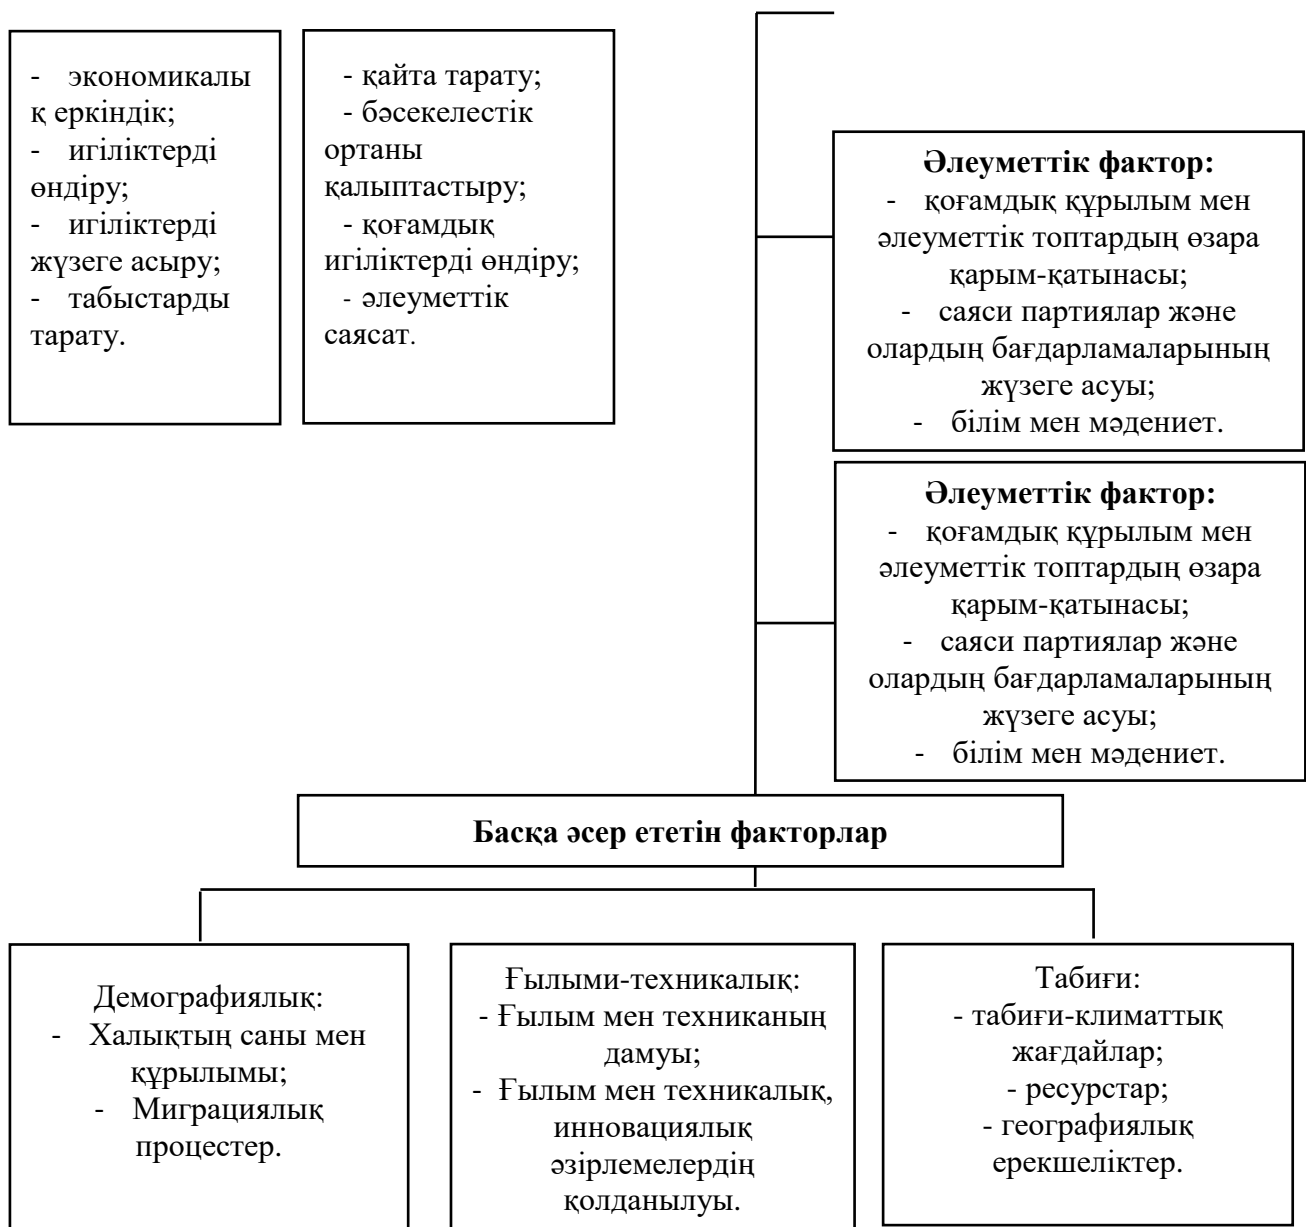 - экономикалы
қ еркіндік;
- игіліктерді
өндіру;
- игіліктерді
жүзеге асыру;
- табыстарды
тарату.
- қайта тарату;
- бәсекелестік
ортаны
қалыптастыру;
- қоғамдық
игіліктерді өндіру;
- әлеуметтік
саясат.
Әлеуметтік фактор:
- қоғамдық құрылым мен
әлеуметтік топтардың өзара
қарым-қатынасы;
- саяси партиялар және
олардың бағдарламаларының
жүзеге асуы;
- білім мен мәдениет.
Әлеуметтік фактор:
- қоғамдық құрылым мен
әлеуметтік топтардың өзара
қарым-қатынасы;
- саяси партиялар және
олардың бағдарламаларының
жүзеге асуы;
- білім мен мәдениет.
Басқа әсер ететін факторлар
Демографиялық:
- Халықтың саны мен
құрылымы;
- Миграциялық
процестер.
Ғылыми-техникалық:
- Ғылым мен техниканың
дамуы;
- Ғылым мен техникалық,
инновациялық
әзірлемелердің
қолданылуы.
Табиғи:
- табиғи-климаттық
жағдайлар;
- ресурстар;
- географиялық
ерекшеліктер.